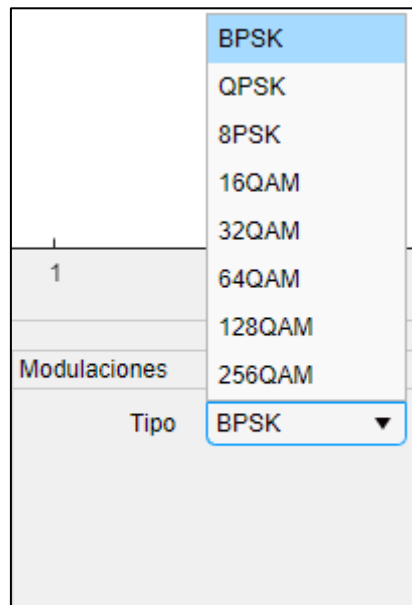 BPSK
QPSK
8PSK
16QAM
32QAM
64QAM
128QAM
256QAM
1
Modulaciones
Tipo BPSK